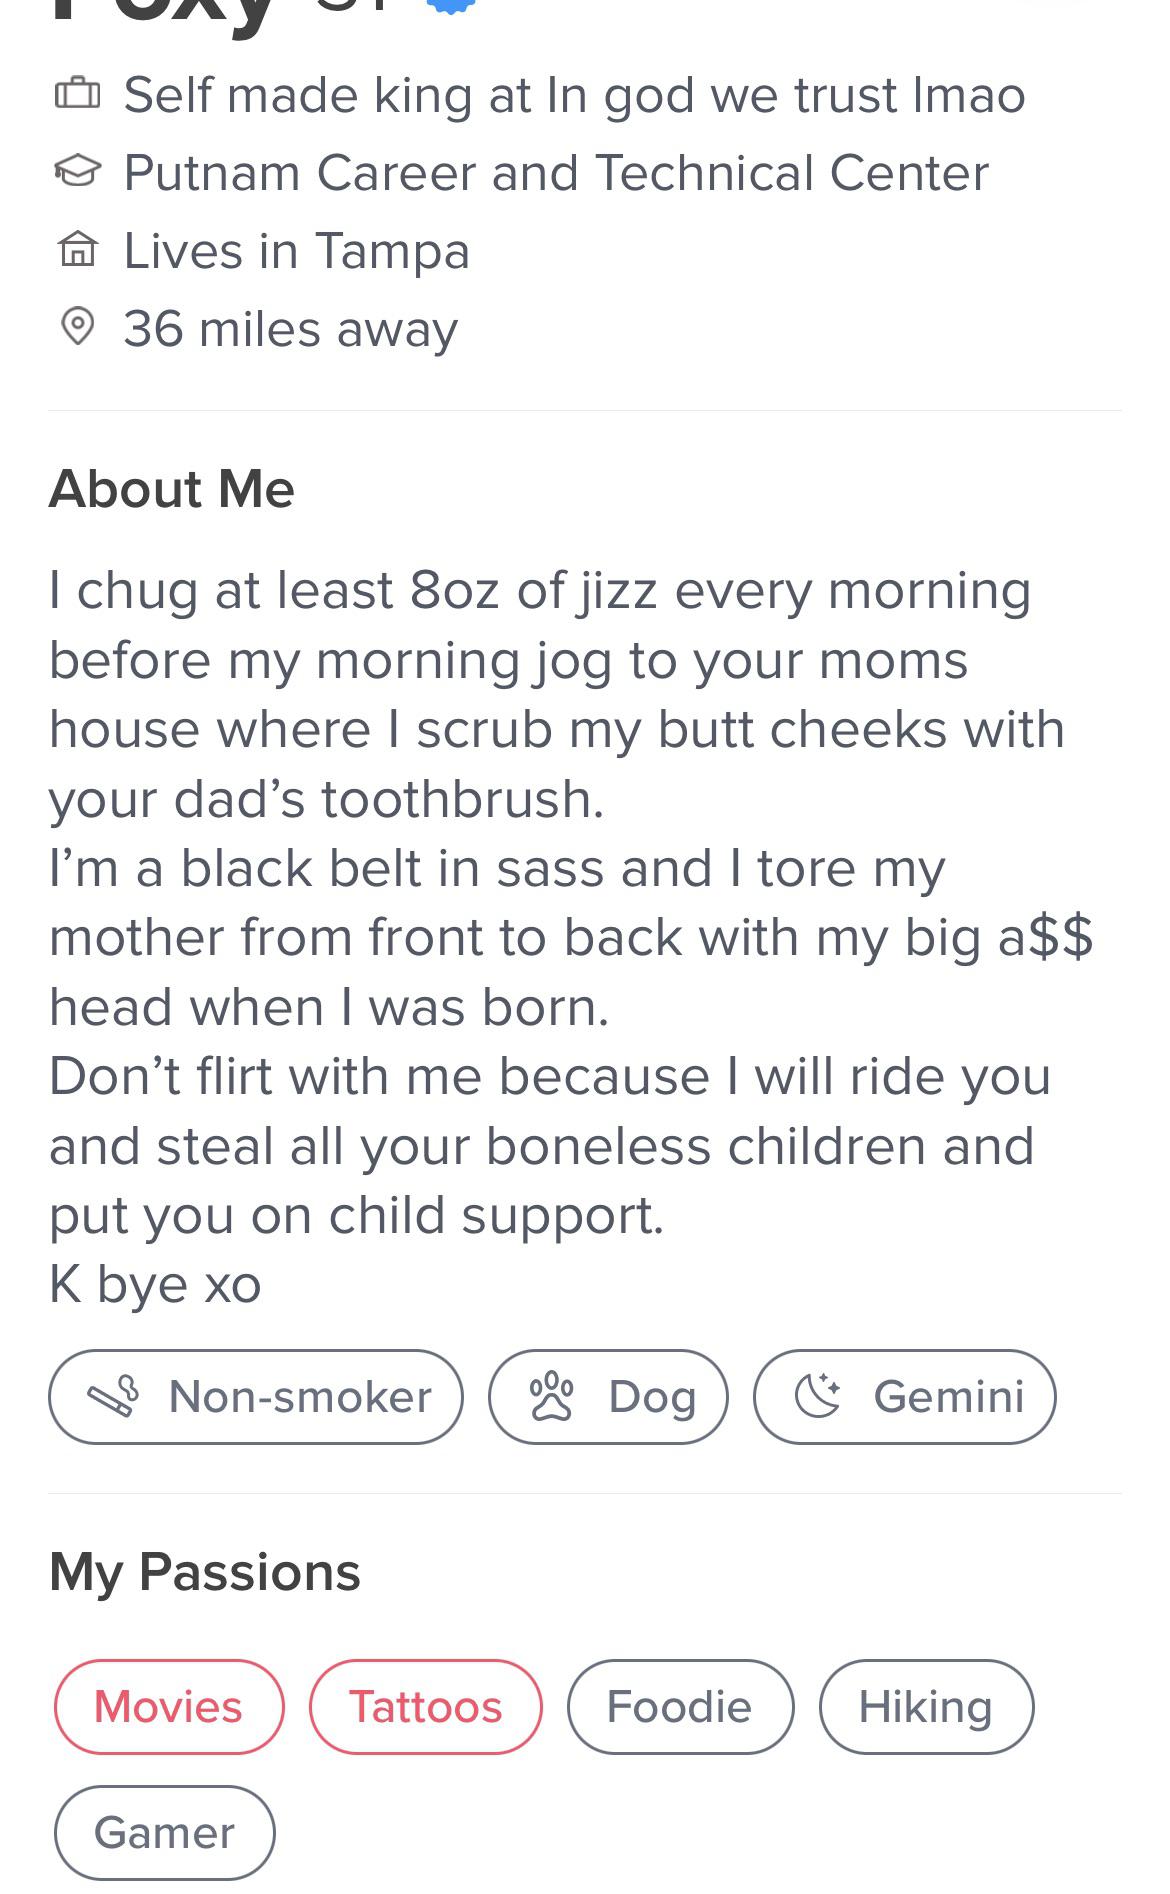 Foxy
Self made king at In god we trust lmao
Putnam Career and Technical Center
Lives in Tampa
36 miles away
About Me
I chug at least 8oz of jizz every morning
before my morning jog to your moms
house where I scrub my butt cheeks with
your dad’s toothbrush.
I’m a black belt in sass and I tore my
mother from front to back with my big a$$
head when I was born.
Don’t flirt with me because I will ride you
and steal all your boneless children and
put you on child support.
K bye xo
Non-smoker
Dog
Gemini
My Passions
Movies
Tattoos
Foodie
Hiking
Gamer